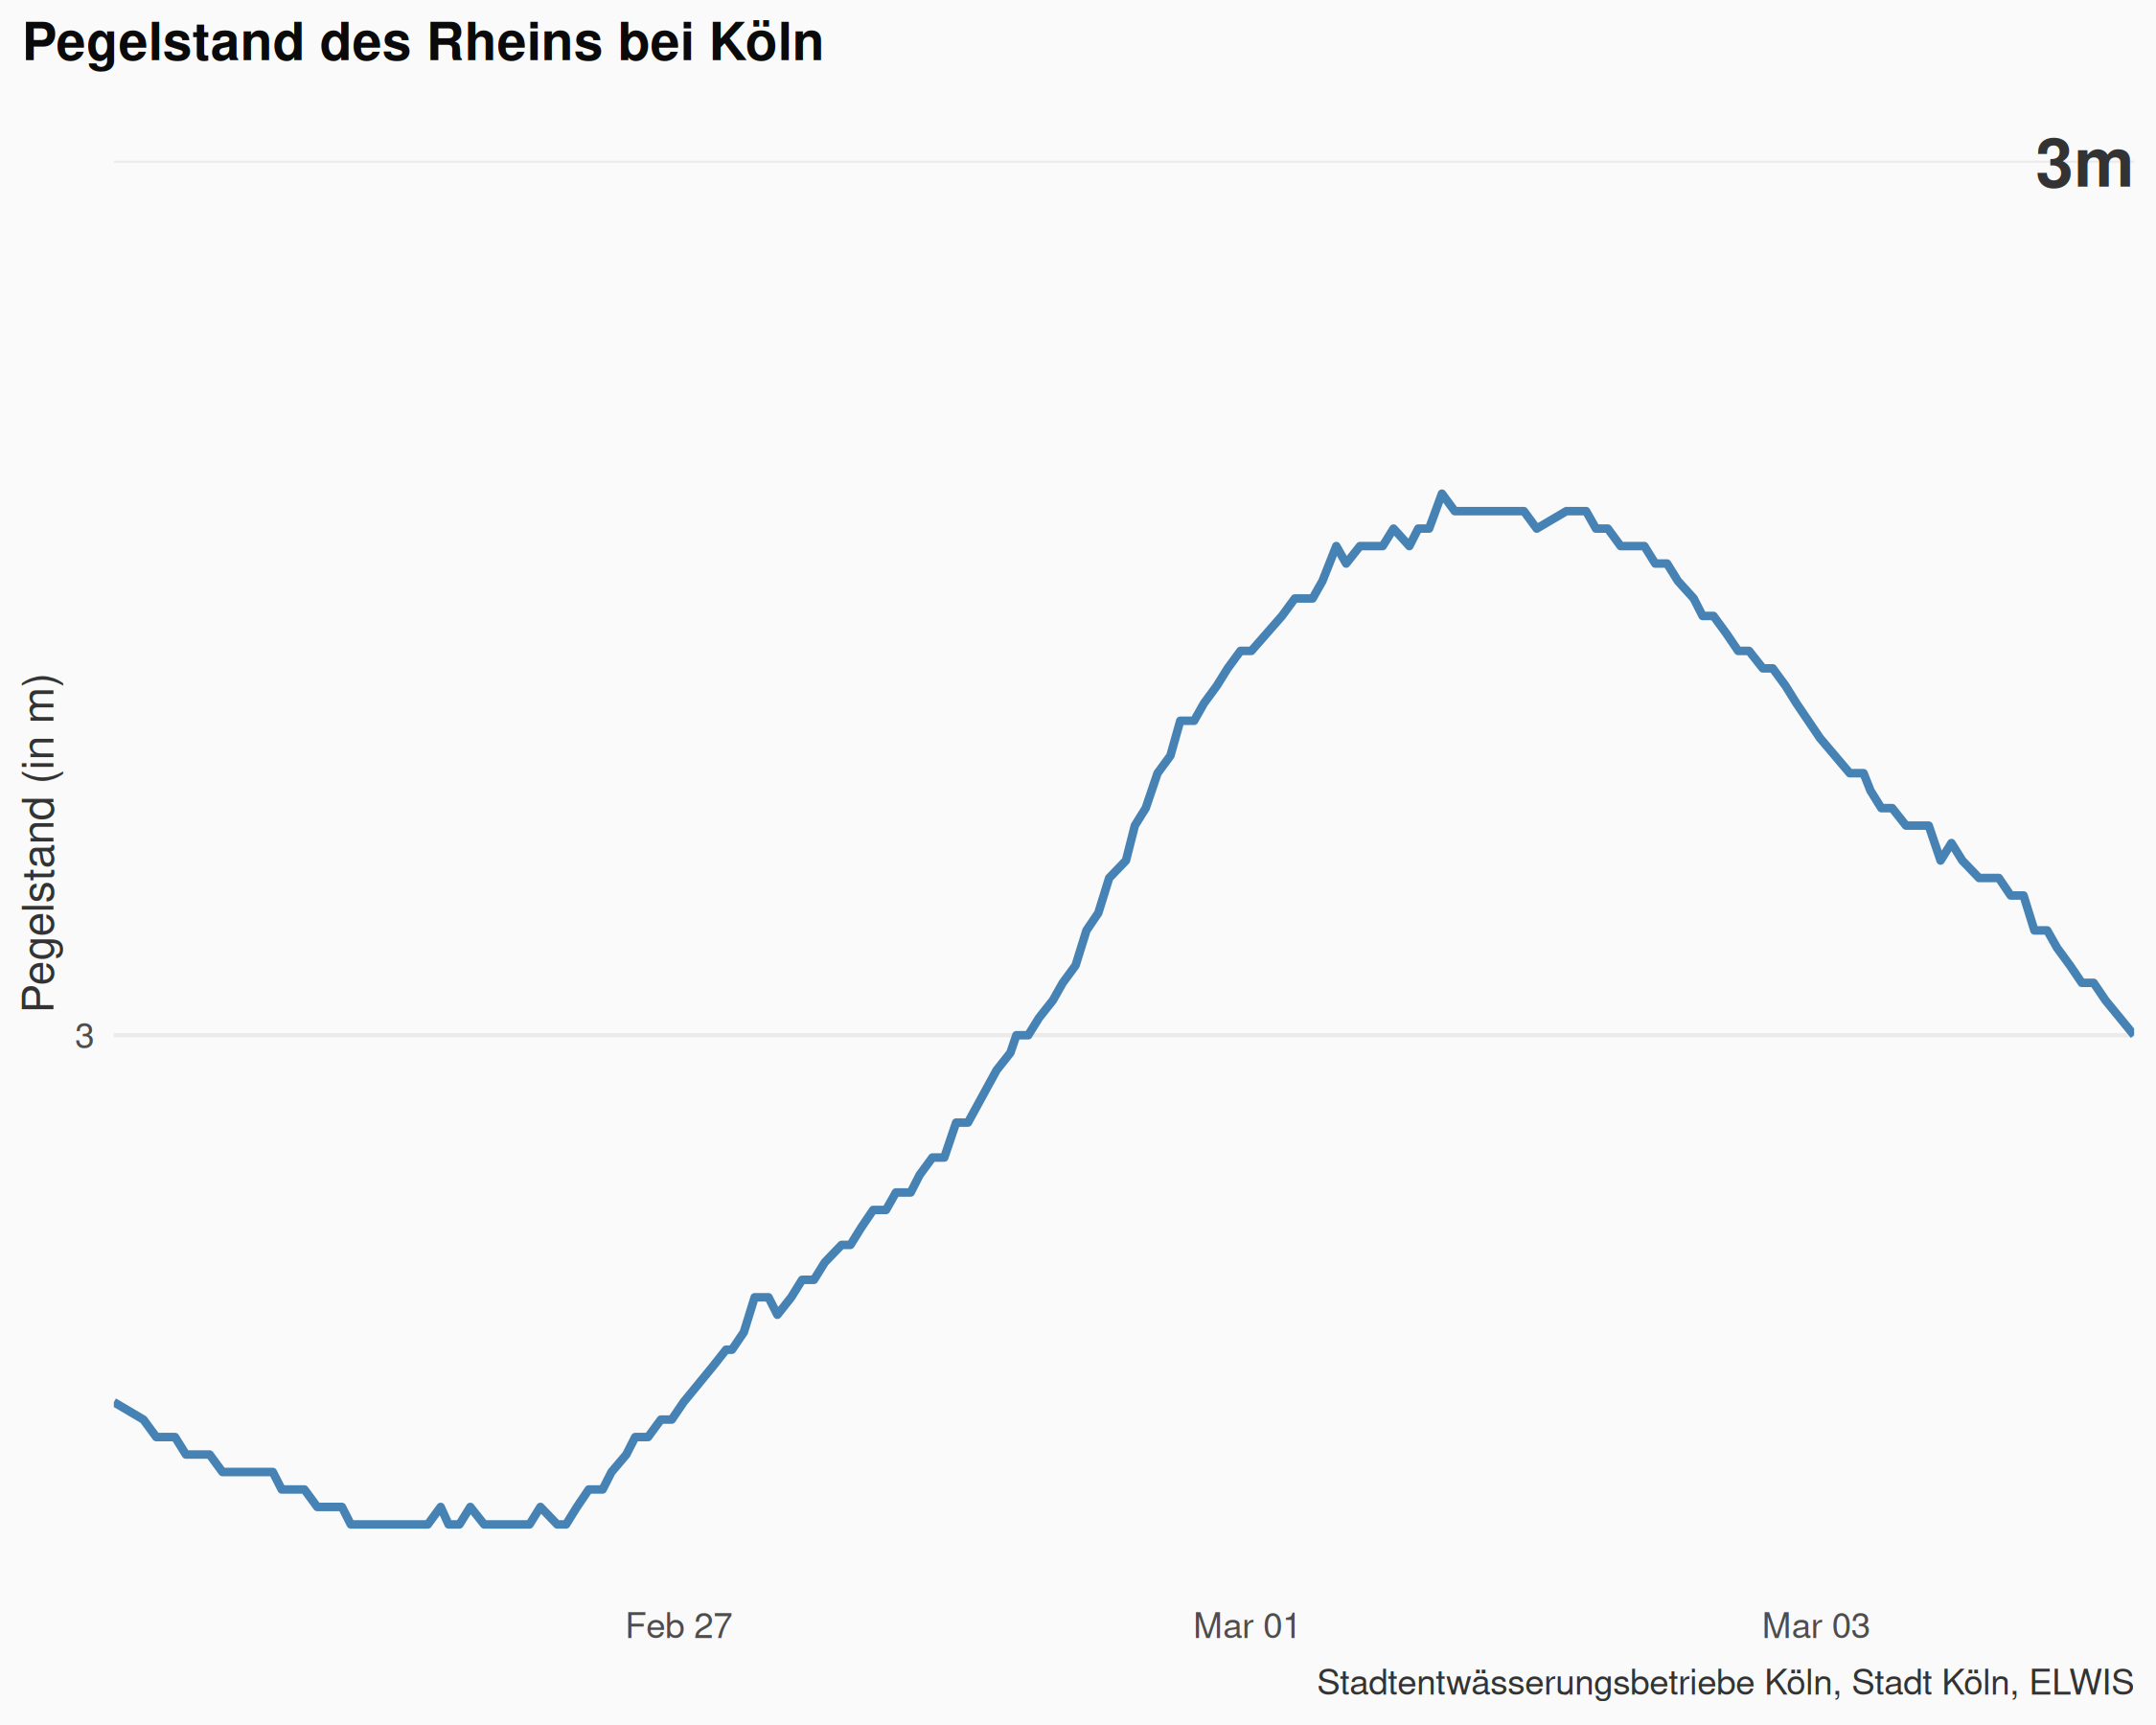 Pegelstand des Rheins bei Köln
3m
Pegelstand (in m)
3
Feb 27
Mar 01
Mar 03
Stadtentwässerungsbetriebe Köln, Stadt Köln, ELWIS